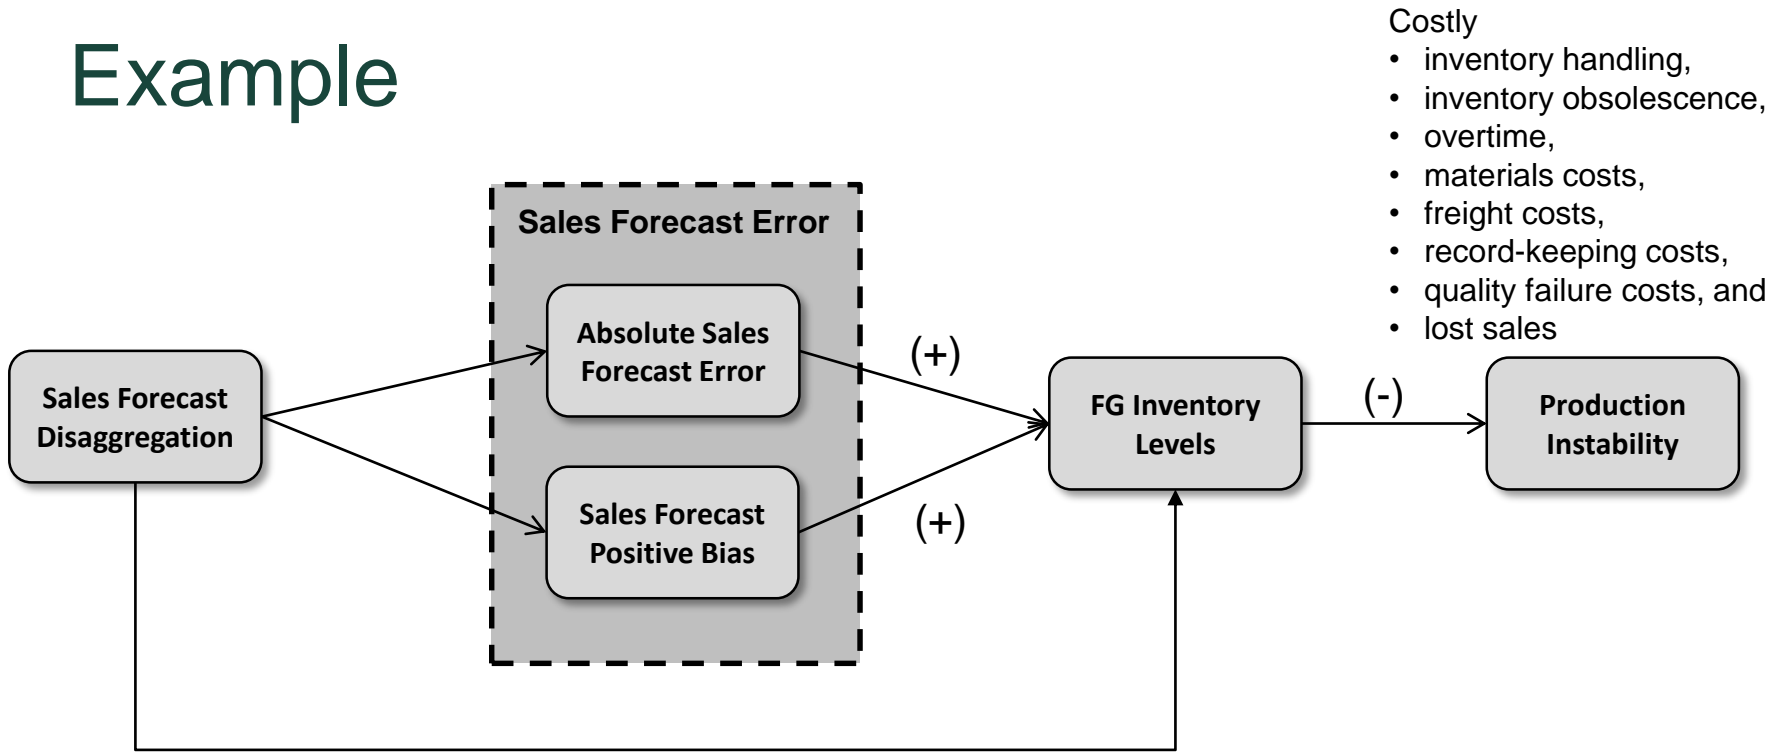 Example
Costly
• inventory handling,
• inventory obsolescence,
• overtime,
• materials costs,
• freight costs,
• record-keeping costs,
• quality failure costs, and
• lost sales
Sales Forecast Error
Absolute Sales
Forecast Error
Sales Forecast
Positive Bias
Sales Forecast
Disaggregation
(+)
(+)
FG Inventory
Levels
(-)
Production
Instability